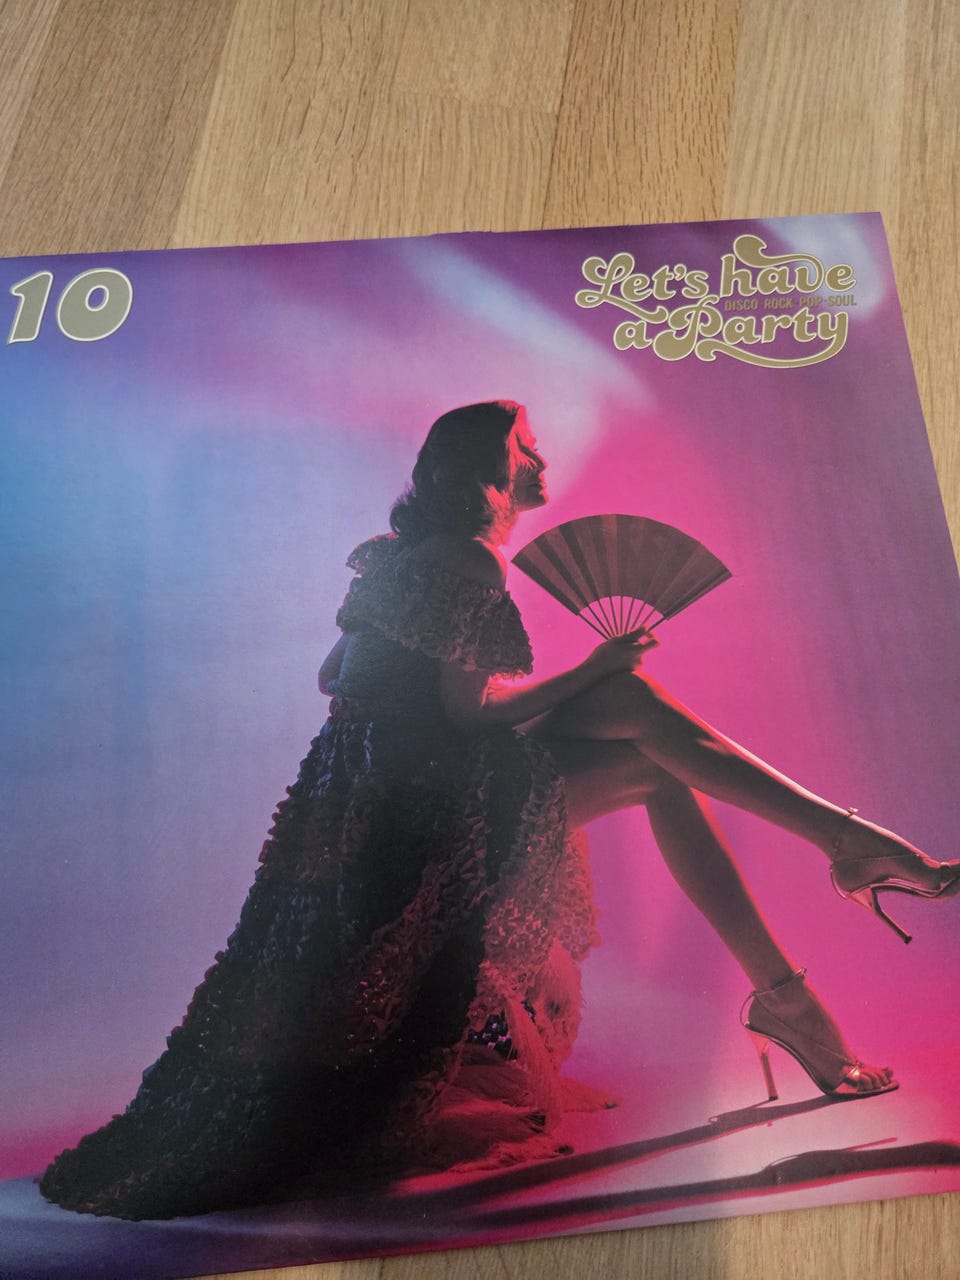 10
Let's have
DISCO ROCK POP SOUL
a Party